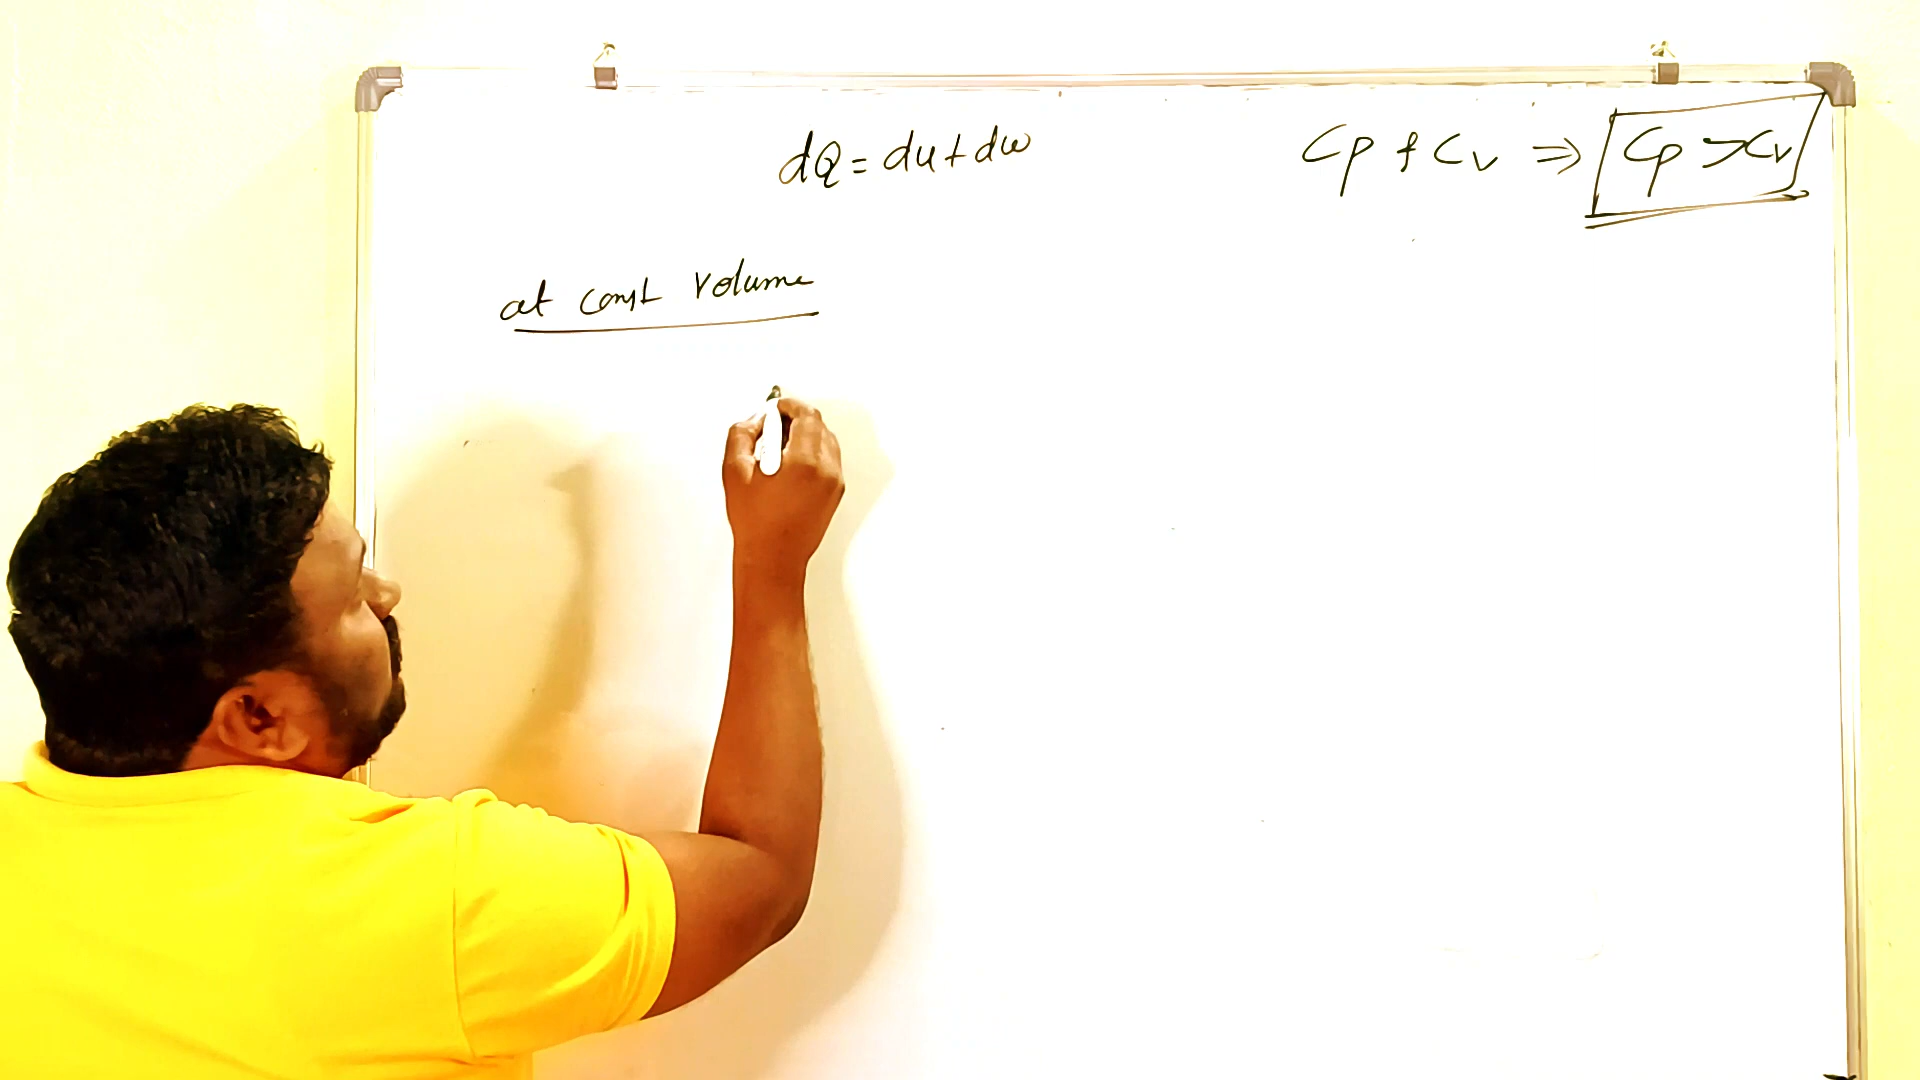 dQ = du + dw
Cp & Cv ⇒ Cp > Cv
at const volume